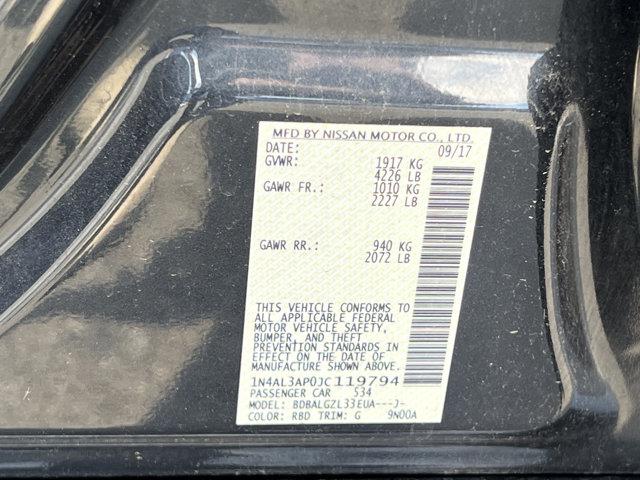 MFD BY NISSAN MOTOR CO., LTD.
DATE: 09/17
GVWR: 1917 KG
4226 LB
GAWR FR.: 1010 KG
2227 LB
GAWR RR.: 940 KG
2072 LB
THIS VEHICLE CONFORMS TO
ALL APPLICABLE FEDERAL
MOTOR VEHICLE SAFETY,
BUMPER, AND THEFT
PREVENTION STANDARDS IN
EFFECT ON THE DATE OF
MANUFACTURE SHOWN ABOVE.
1N4AL3AP0JC119794
PASSENGER CAR 534
MODEL: BDBALGZL33EUA---J-
COLOR: RBD TRIM: G 9N00A